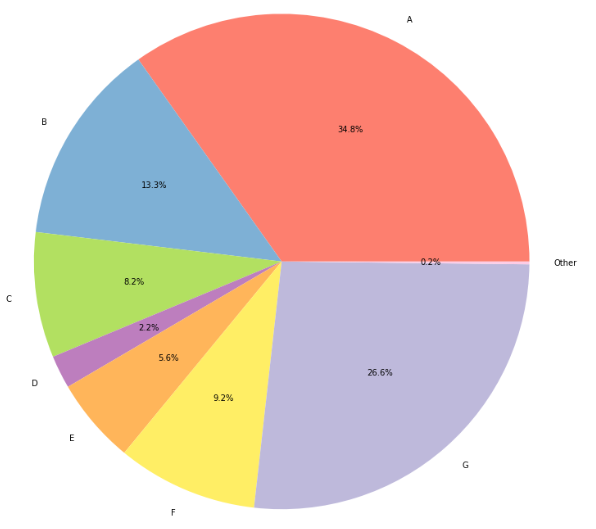 A
B
34.8%
13.3%
0.2%
Other
8.2%
C
2.2%
5.6%
26.6%
D
9.2%
E
G
F